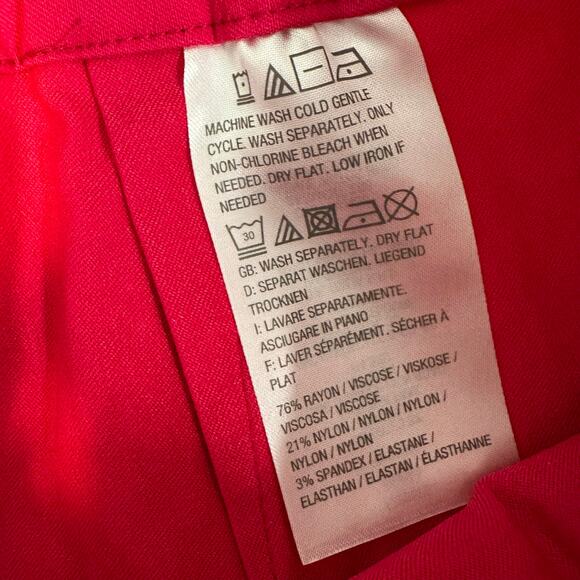 MACHINE WASH COLD GENTLE
CYCLE. WASH SEPARATELY. ONLY
NON-CHLORINE BLEACH WHEN
NEEDED. DRY FLAT. LOW IRON IF
NEEDED
30
GB: WASH SEPARATELY. DRY FLAT
D: SEPARAT WASCHEN. LIEGEND
TROCKNEN
I: LAVARE SEPARATAMENTE.
ASCIUGARE IN PIANO
F: LAVER SÉPARÉMENT. SÉCHER À
PLAT
76% RAYON / VISCOSE / VISKOSE /
VISCOSA / VISCOSE
21% NYLON / NYLON / NYLON /
NYLON / NYLON
3% SPANDEX / ELASTANE /
ELASTHAN / ELASTAN / ÉLASTHANNE